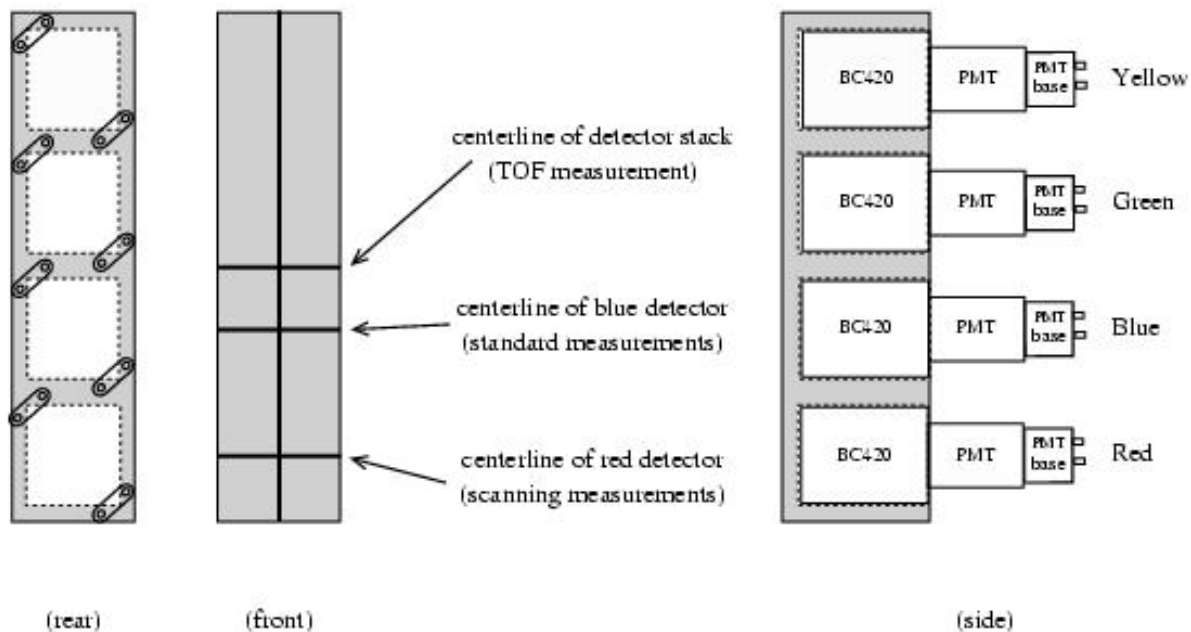 BC420
PMT
PMT
base
Yellow
centerline of detector stack
(TOF measurement)
BC420
PMT
PMT
base
Green
centerline of blue detector
(standard measurements)
BC420
PMT
PMT
base
Blue
centerline of red detector
(scanning measurements)
BC420
PMT
PMT
base
Red
(rear)
(front)
(side)